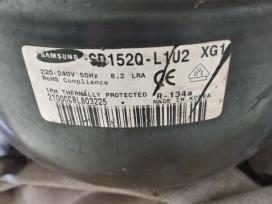 SAMSUNG SD152Q-L1U2 XG1
220-240V 50Hz 8.2 LRA
RoHS Compliance
1PH THERMALLY PROTECTED R-134a
2100CCBL803225 MADE IN KOREA